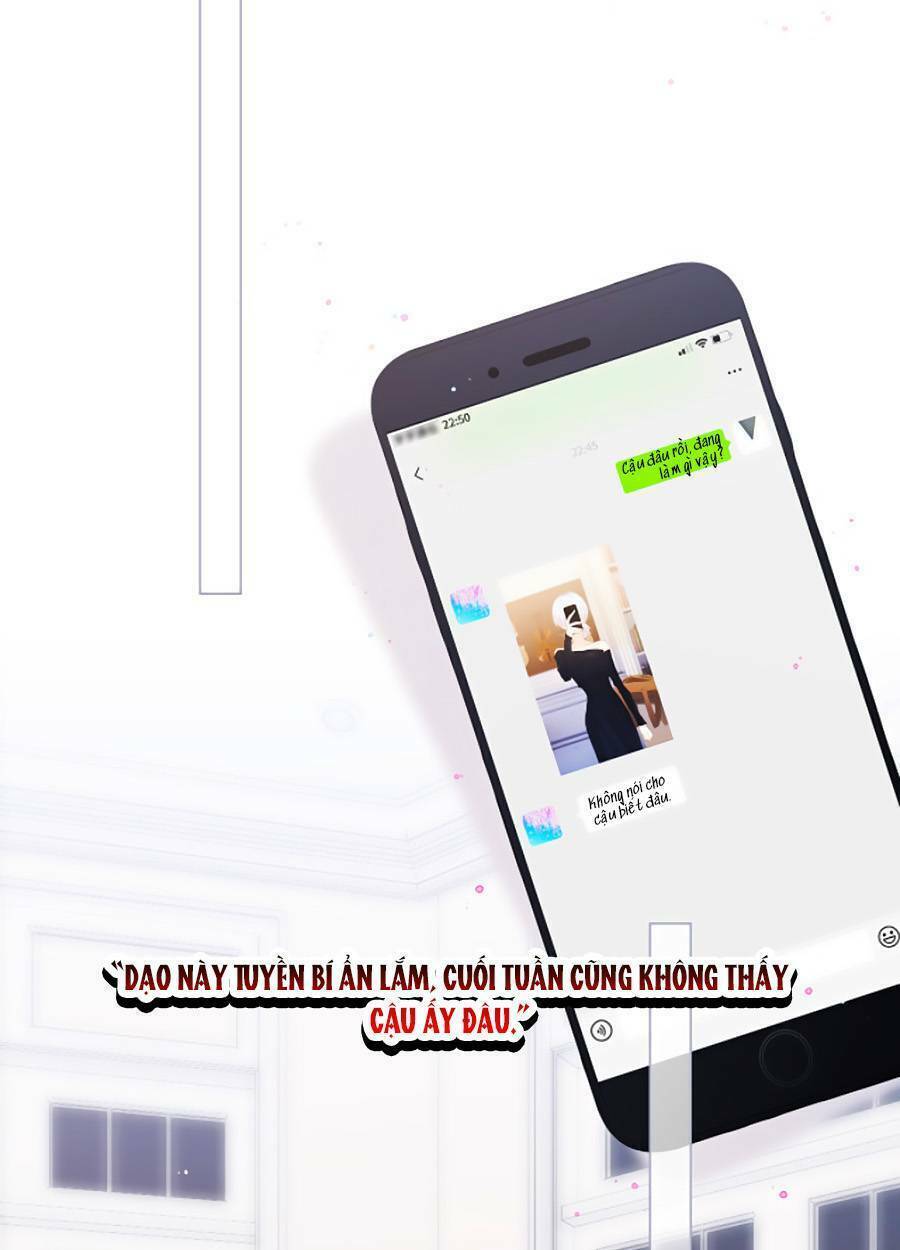 22:50
22:45
Cậu đâu rồi, đang
làm gì vậy?
Không nói cho
cậu biết đâu.
"DẠO NÀY TUYỀN BÍ ẨN LẮM, CUỐI TUẦN CŨNG KHÔNG THẤY
CẬU ẤY ĐÂU."